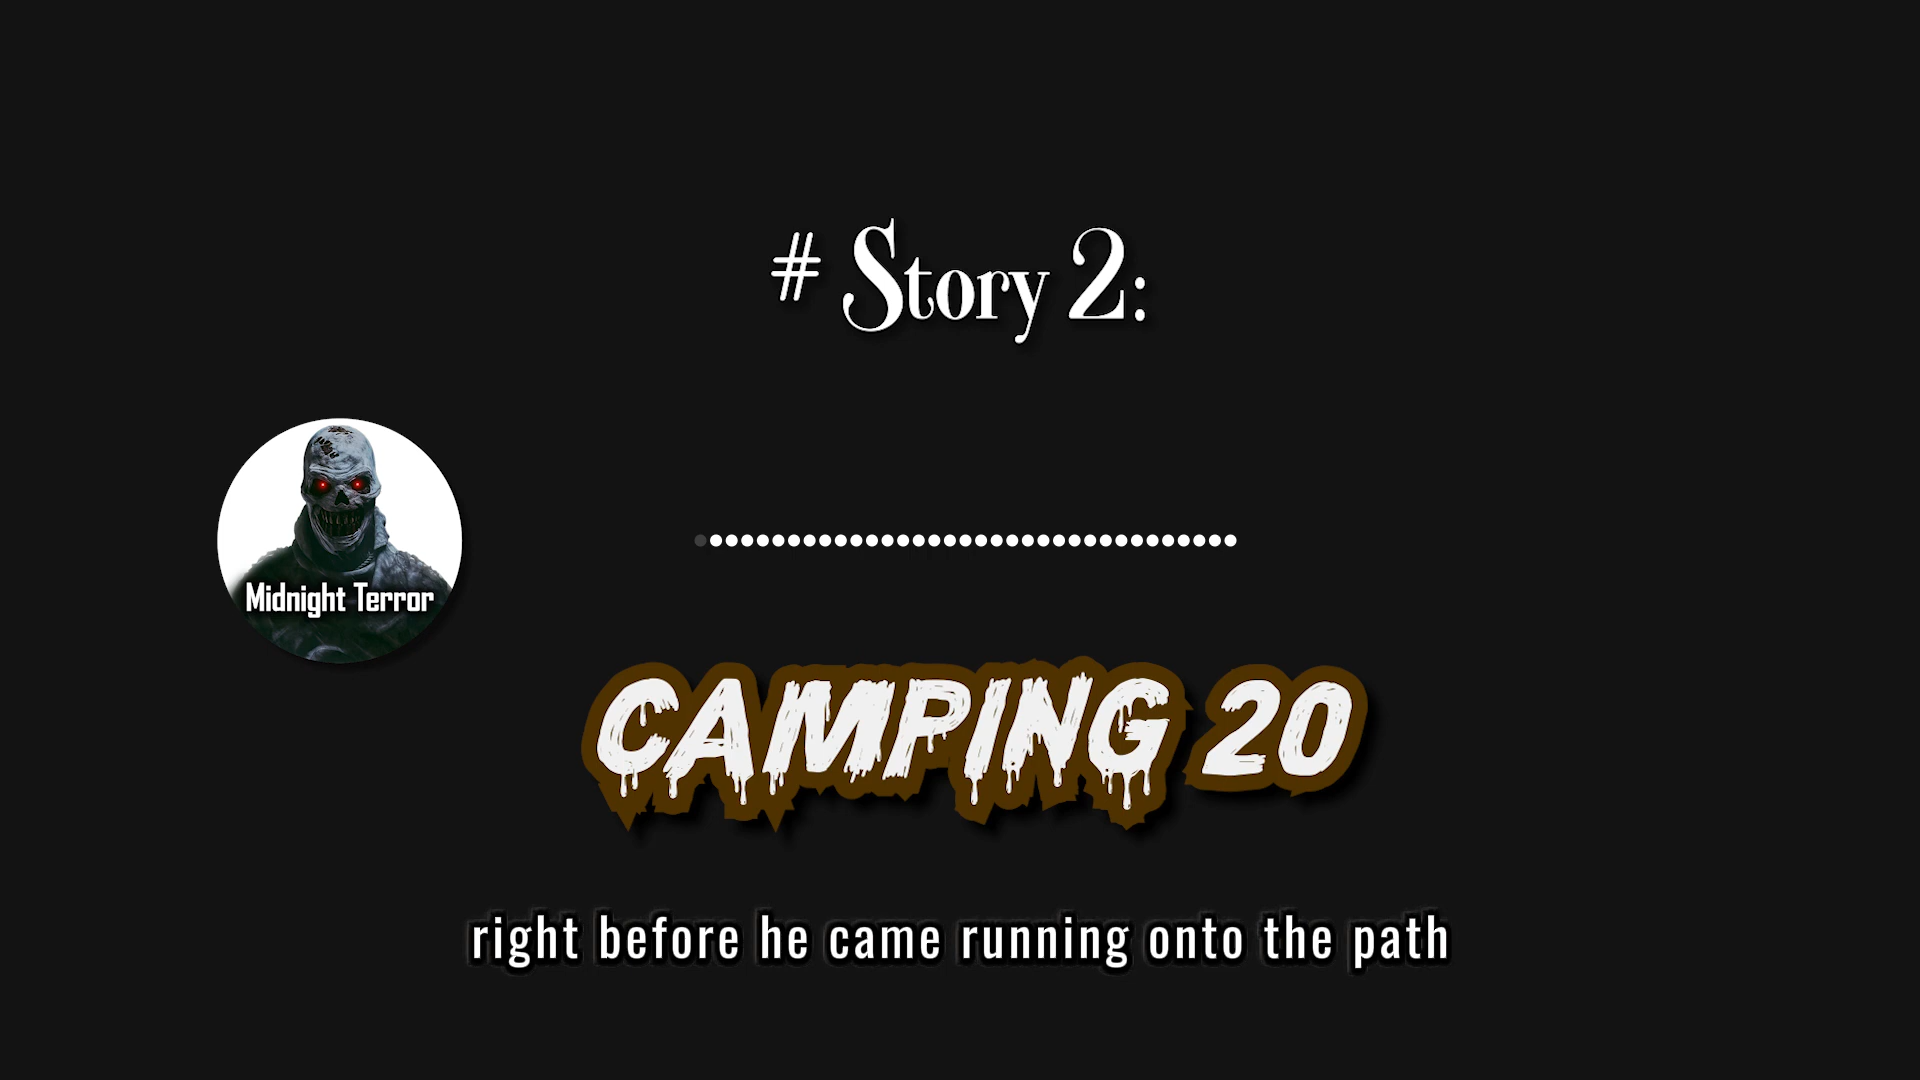 # Story 2:
Midnight Terror
CAMPING 20
right before he came running onto the path